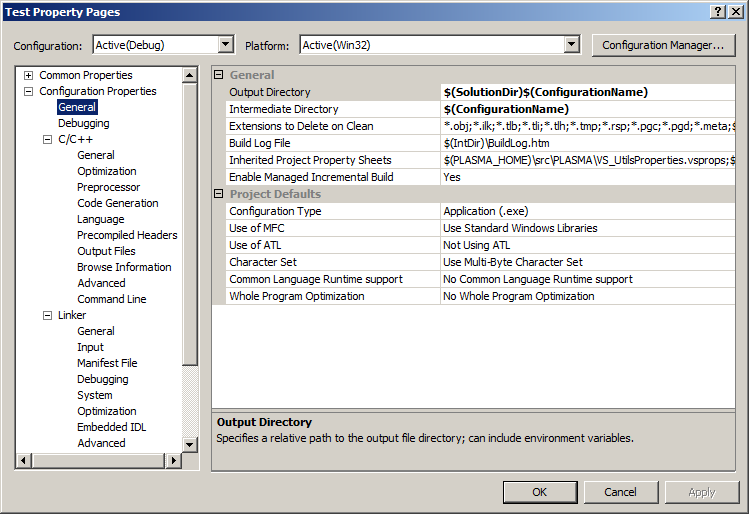 Test Property Pages
Configuration: Active(Debug) Platform: Active(Win32) Configuration Manager...
Common Properties
Configuration Properties
General
Debugging
C/C++
General
Optimization
Preprocessor
Code Generation
Language
Precompiled Headers
Output Files
Browse Information
Advanced
Command Line
Linker
General
Input
Manifest File
Debugging
System
Optimization
Embedded IDL
Advanced
General
Output Directory $(SolutionDir)$(ConfigurationName)
Intermediate Directory $(ConfigurationName)
Extensions to Delete on Clean *.obj;*.ilk;*.tlb;*.tli;*.tlh;*.tmp;*.rsp;*.pgc;*.pgd;*.meta;$
Build Log File $(IntDir)\BuildLog.htm
Inherited Project Property Sheets $(PLASMA_HOME)\src\PLASMA\VS_UtilsProperties.vsprops;$
Enable Managed Incremental Build Yes
Project Defaults
Configuration Type Application (.exe)
Use of MFC Use Standard Windows Libraries
Use of ATL Not Using ATL
Character Set Use Multi-Byte Character Set
Common Language Runtime support No Common Language Runtime support
Whole Program Optimization No Whole Program Optimization
Output Directory
Specifies a relative path to the output file directory; can include environment variables.
OK Cancel Apply